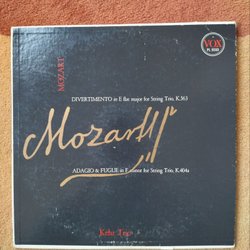 MOZART
VOX
DIVERTIMENTO in E flat major for String Trio, K.563
Mozart
ADAGIO & FUGUE in F minor for String Trio, K.404a
Kehr Trio